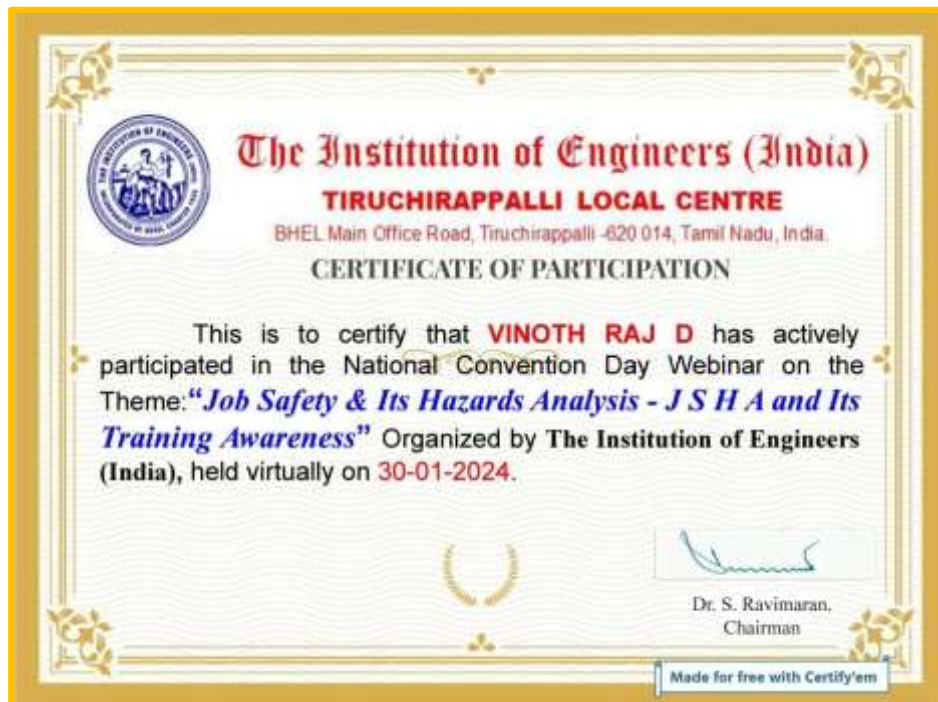 The Institution of Engineers (India)
TIRUCHIRAPPALLI LOCAL CENTRE
BHEL Main Office Road, Tiruchirappalli -620 014, Tamil Nadu, India.
CERTIFICATE OF PARTICIPATION
This is to certify that VINOTH RAJ D has actively
participated in the National Convention Day Webinar on the
Theme:“Job Safety & Its Hazards Analysis - J S H A and Its
Training Awareness” Organized by The Institution of Engineers
(India), held virtually on 30-01-2024.
Dr. S. Ravimaran,
Chairman
Made for free with Certify'em